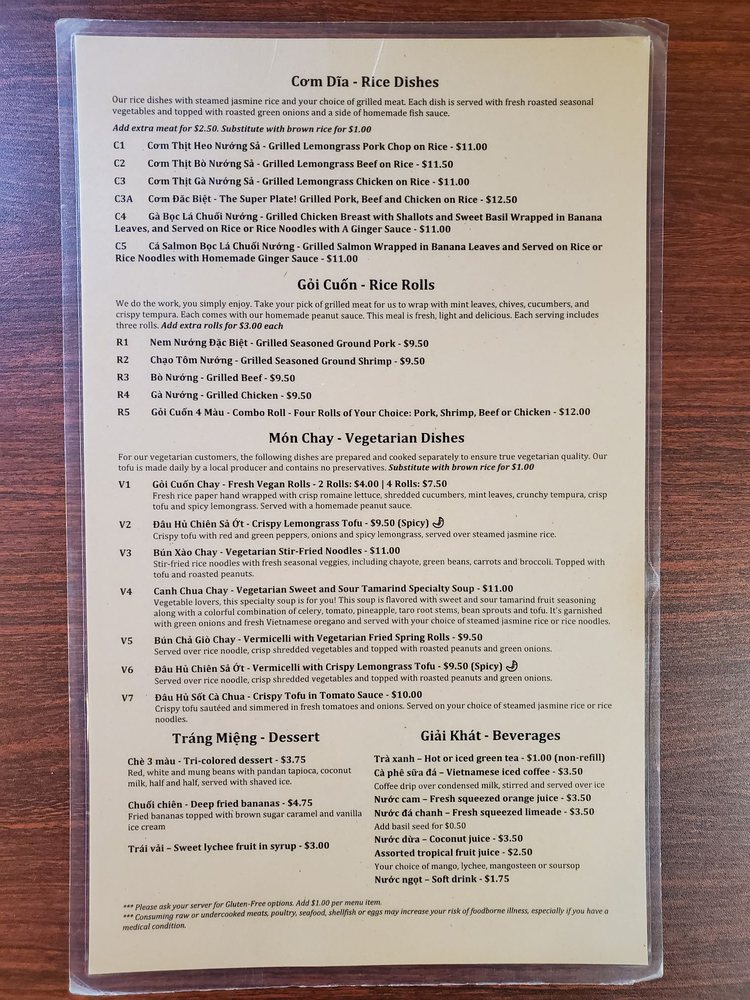 Cơm Dĩa - Rice Dishes
Our rice dishes with steamed jasmine rice and your choice of grilled meat. Each dish is served with fresh roasted seasonal
vegetables and topped with roasted green onions and a side of homemade fish sauce.
Add extra meat for $2.50. Substitute with brown rice for $1.00
C1 Cơm Thịt Heo Nướng Sả - Grilled Lemongrass Pork Chop on Rice - $11.00
C2 Cơm Thịt Bò Nướng Sả - Grilled Lemongrass Beef on Rice - $11.50
C3 Cơm Thịt Gà Nướng Sả - Grilled Lemongrass Chicken on Rice - $11.00
C3A Cơm Đăc Biệt - The Super Plate! Grilled Pork, Beef and Chicken on Rice - $12.50
C4 Gà Bọc Lá Chuối Nướng - Grilled Chicken Breast with Shallots and Sweet Basil Wrapped in Banana
Leaves, and Served on Rice or Rice Noodles with A Ginger Sauce - $11.00
C5 Cá Salmon Bọc Lá Chuối Nướng - Grilled Salmon Wrapped in Banana Leaves and Served on Rice or
Rice Noodles with Homemade Ginger Sauce - $11.00
Gỏi Cuốn - Rice Rolls
We do the work, you simply enjoy. Take your pick of grilled meat for us to wrap with mint leaves, chives, cucumbers, and
crispy tempura. Each comes with our homemade peanut sauce. This meal is fresh, light and delicious. Each serving includes
three rolls. Add extra rolls for $3.00 each
R1 Nem Nướng Đặc Biệt - Grilled Seasoned Ground Pork - $9.50
R2 Chạo Tôm Nướng - Grilled Seasoned Ground Shrimp - $9.50
R3 Bò Nướng - Grilled Beef - $9.50
R4 Gà Nướng - Grilled Chicken - $9.50
R5 Gỏi Cuốn 4 Màu - Combo Roll - Four Rolls of Your Choice: Pork, Shrimp, Beef or Chicken - $12.00
Món Chay - Vegetarian Dishes
For our vegetarian customers, the following dishes are prepared and cooked separately to ensure true vegetarian quality. Our
tofu is made daily by a local producer and contains no preservatives. Substitute with brown rice for $1.00
V1 Gỏi Cuốn Chay - Fresh Vegan Rolls - 2 Rolls: $4.00 | 4 Rolls: $7.50
Fresh rice paper hand wrapped with crisp romaine lettuce, shredded cucumbers, mint leaves, crunchy tempura, crisp
tofu and spicy lemongrass. Served with a homemade peanut sauce.
V2 Đâu Hủ Chiên Sả Ớt - Crispy Lemongrass Tofu - $9.50 (Spicy)
Crispy tofu with red and green peppers, onions and spicy lemongrass, served over steamed jasmine rice.
V3 Bún Xào Chay - Vegetarian Stir-Fried Noodles - $11.00
Stir-fried rice noodles with fresh seasonal veggies, including chayote, green beans, carrots and broccoli. Topped with
tofu and roasted peanuts.
V4 Canh Chua Chay - Vegetarian Sweet and Sour Tamarind Specialty Soup - $11.00
Vegetable lovers, this specialty soup is for you! This soup is flavored with sweet and sour tamarind fruit seasoning
along with a colorful combination of celery, tomato, pineapple, taro root stems, bean sprouts and tofu. It's garnished
with green onions and fresh Vietnamese oregano and served with your choice of steamed jasmine rice or rice noodles.
V5 Bún Chả Giò Chay - Vermicelli with Vegetarian Fried Spring Rolls - $9.50
Served over rice noodle, crisp shredded vegetables and topped with roasted peanuts and green onions.
V6 Đâu Hủ Chiên Sả Ớt - Vermicelli with Crispy Lemongrass Tofu - $9.50 (Spicy)
Served over rice noodle, crisp shredded vegetables and topped with roasted peanuts and green onions.
V7 Đâu Hủ Sốt Cà Chua - Crispy Tofu in Tomato Sauce - $10.00
Crispy tofu sautéed and simmered in fresh tomatoes and onions. Served on your choice of steamed jasmine rice or rice
noodles.
Tráng Miệng - Dessert
Chè 3 màu - Tri-colored dessert - $3.75
Red, white and mung beans with pandan tapioca, coconut
milk, half and half, served with shaved ice.
Chuối chiên - Deep fried bananas - $4.75
Fried bananas topped with brown sugar caramel and vanilla
ice cream
Trái vải – Sweet lychee fruit in syrup - $3.00
Giải Khát - Beverages
Trà xanh – Hot or iced green tea - $1.00 (non-refill)
Cà phê sữa đá – Vietnamese iced coffee - $3.50
Coffee drip over condensed milk, stirred and served over ice
Nước cam – Fresh squeezed orange juice - $3.50
Nước đá chanh – Fresh squeezed limeade - $3.50
Add basil seed for $0.50
Nước dừa – Coconut juice - $3.50
Assorted tropical fruit juice - $2.50
Your choice of mango, lychee, mangosteen or soursop
Nước ngọt – Soft drink - $1.75
*** Please ask your server for Gluten-Free options. Add $1.00 per menu item.
*** Consuming raw or undercooked meats, poultry, seafood, shellfish or eggs may increase your risk of foodborne illness, especially if you have a
medical condition.